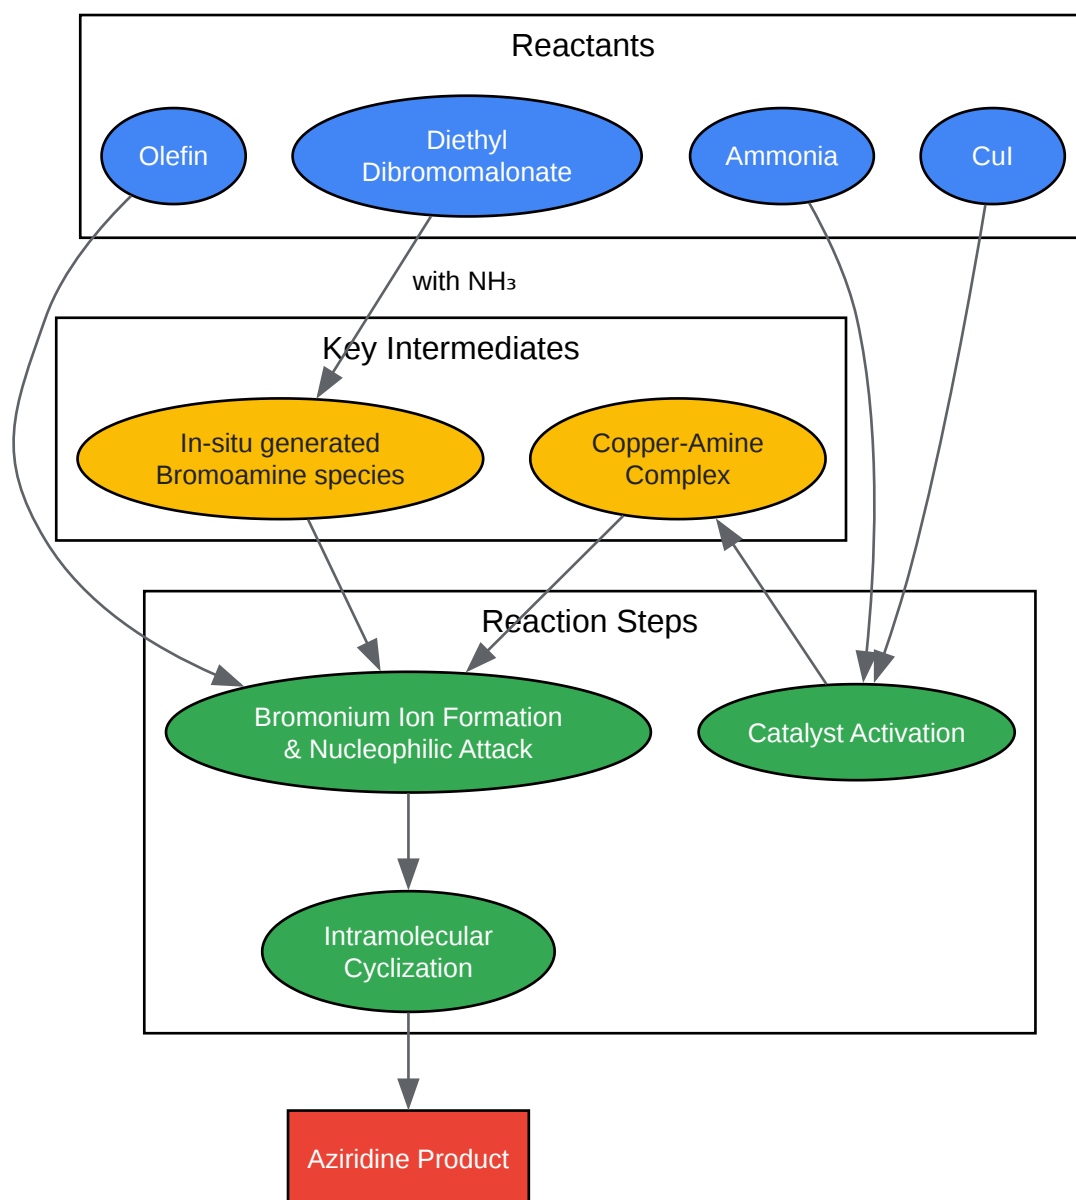 Reactants
Olefin
Diethyl
Dibromomalonate
Ammonia
CuI
with NH₃
Key Intermediates
In-situ generated
Bromoamine species
Copper-Amine
Complex
Reaction Steps
Bromonium Ion Formation
& Nucleophilic Attack
Catalyst Activation
Intramolecular
Cyclization
Aziridine Product